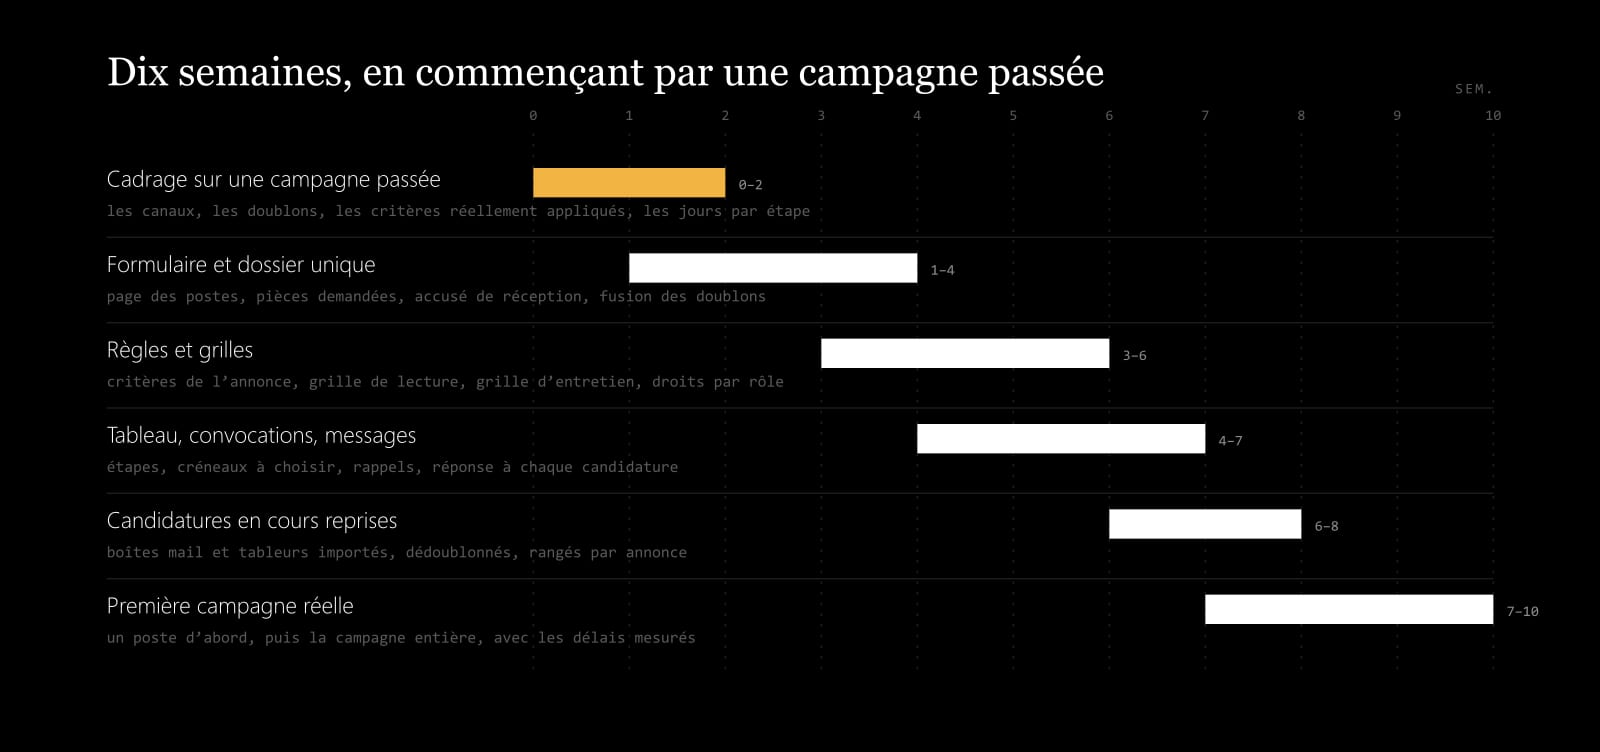 Dix semaines, en commençant par une campagne passée
SEM.
0 1 2 3 4 5 6 7 8 9 10
Cadrage sur une campagne passée
0–2
les canaux, les doublons, les critères réellement appliqués, les jours par étape
Formulaire et dossier unique
1–4
page des postes, pièces demandées, accusé de réception, fusion des doublons
Règles et grilles
3–6
critères de l’annonce, grille de lecture, grille d’entretien, droits par rôle
Tableau, convocations, messages
4–7
étapes, créneaux à choisir, rappels, réponse à chaque candidature
Candidatures en cours reprises
6–8
boîtes mail et tableurs importés, dédoublonnés, rangés par annonce
Première campagne réelle
7–10
un poste d’abord, puis la campagne entière, avec les délais mesurés